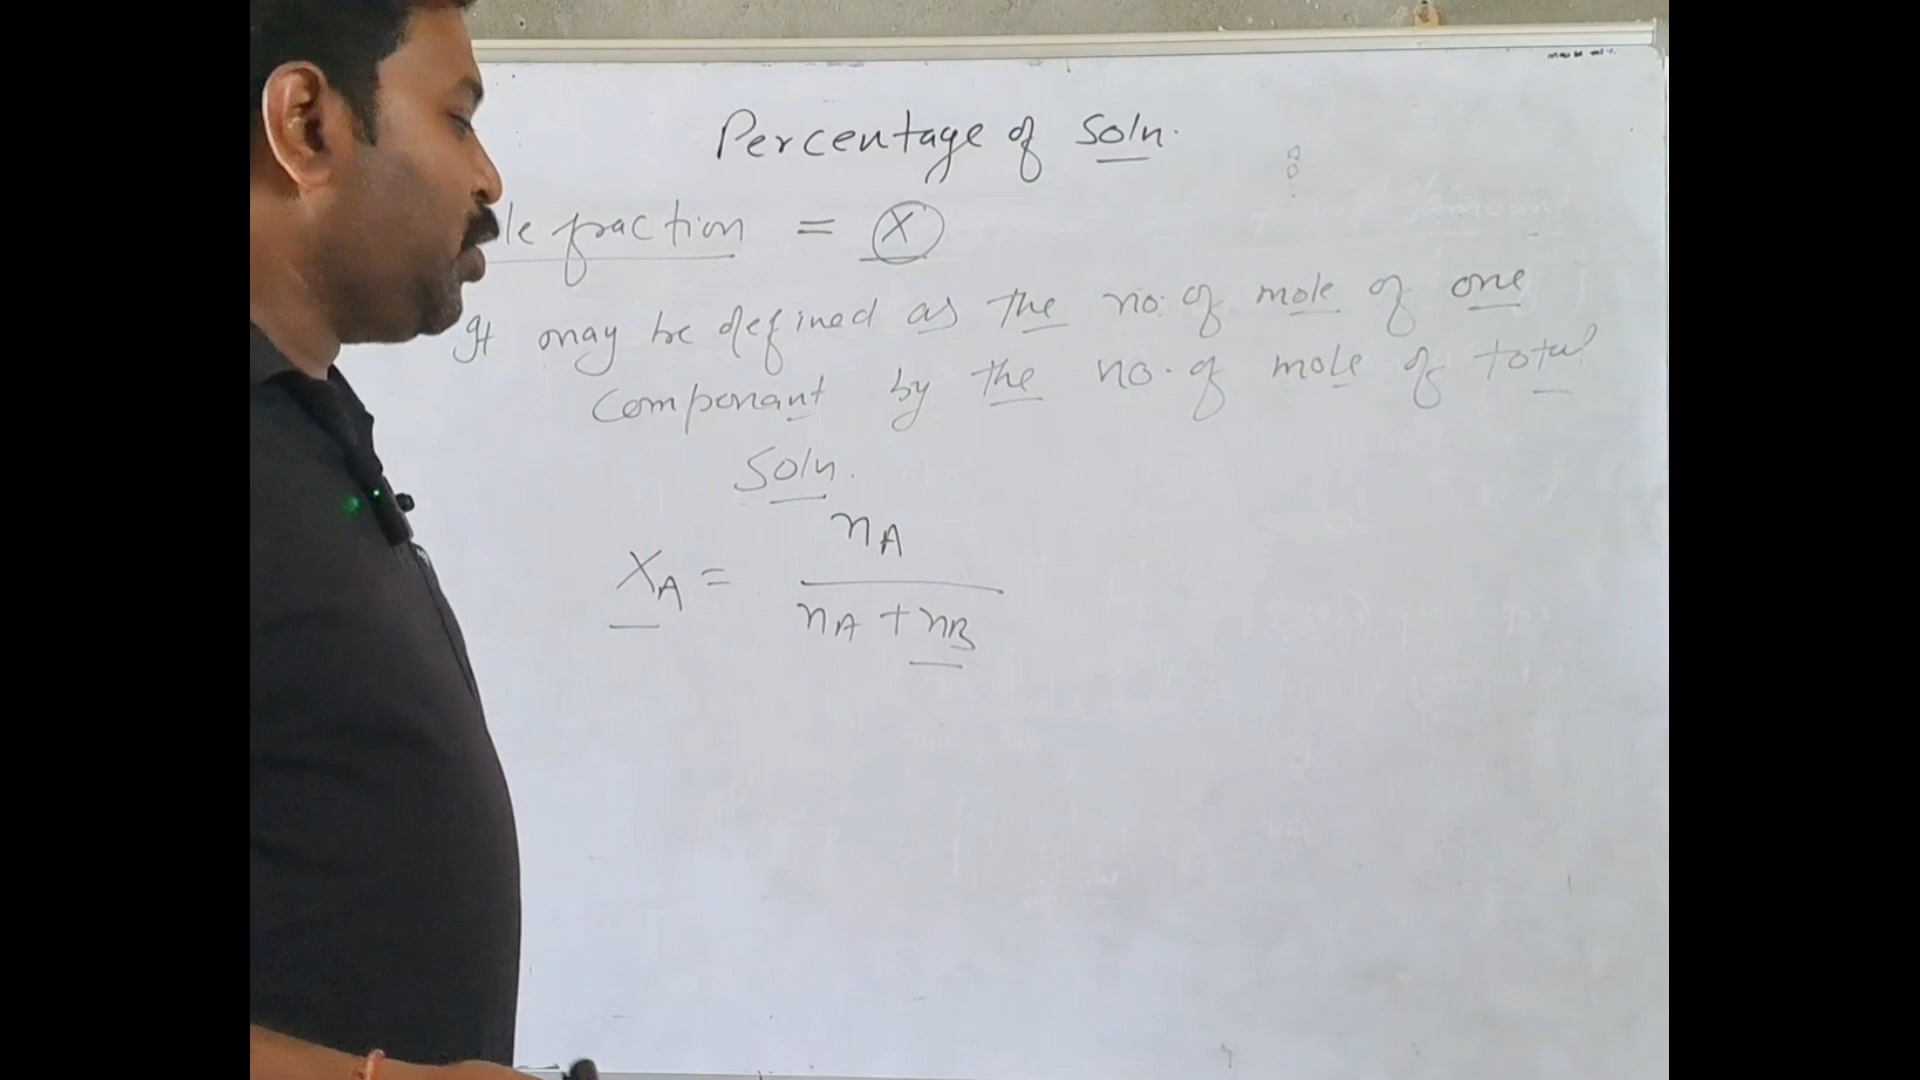 Percentage of Soln.
le fraction = X
It may be defined as the no. of mole of one
Componant by the no. of mole of total
Soln.
nA
XA =
nA + nB